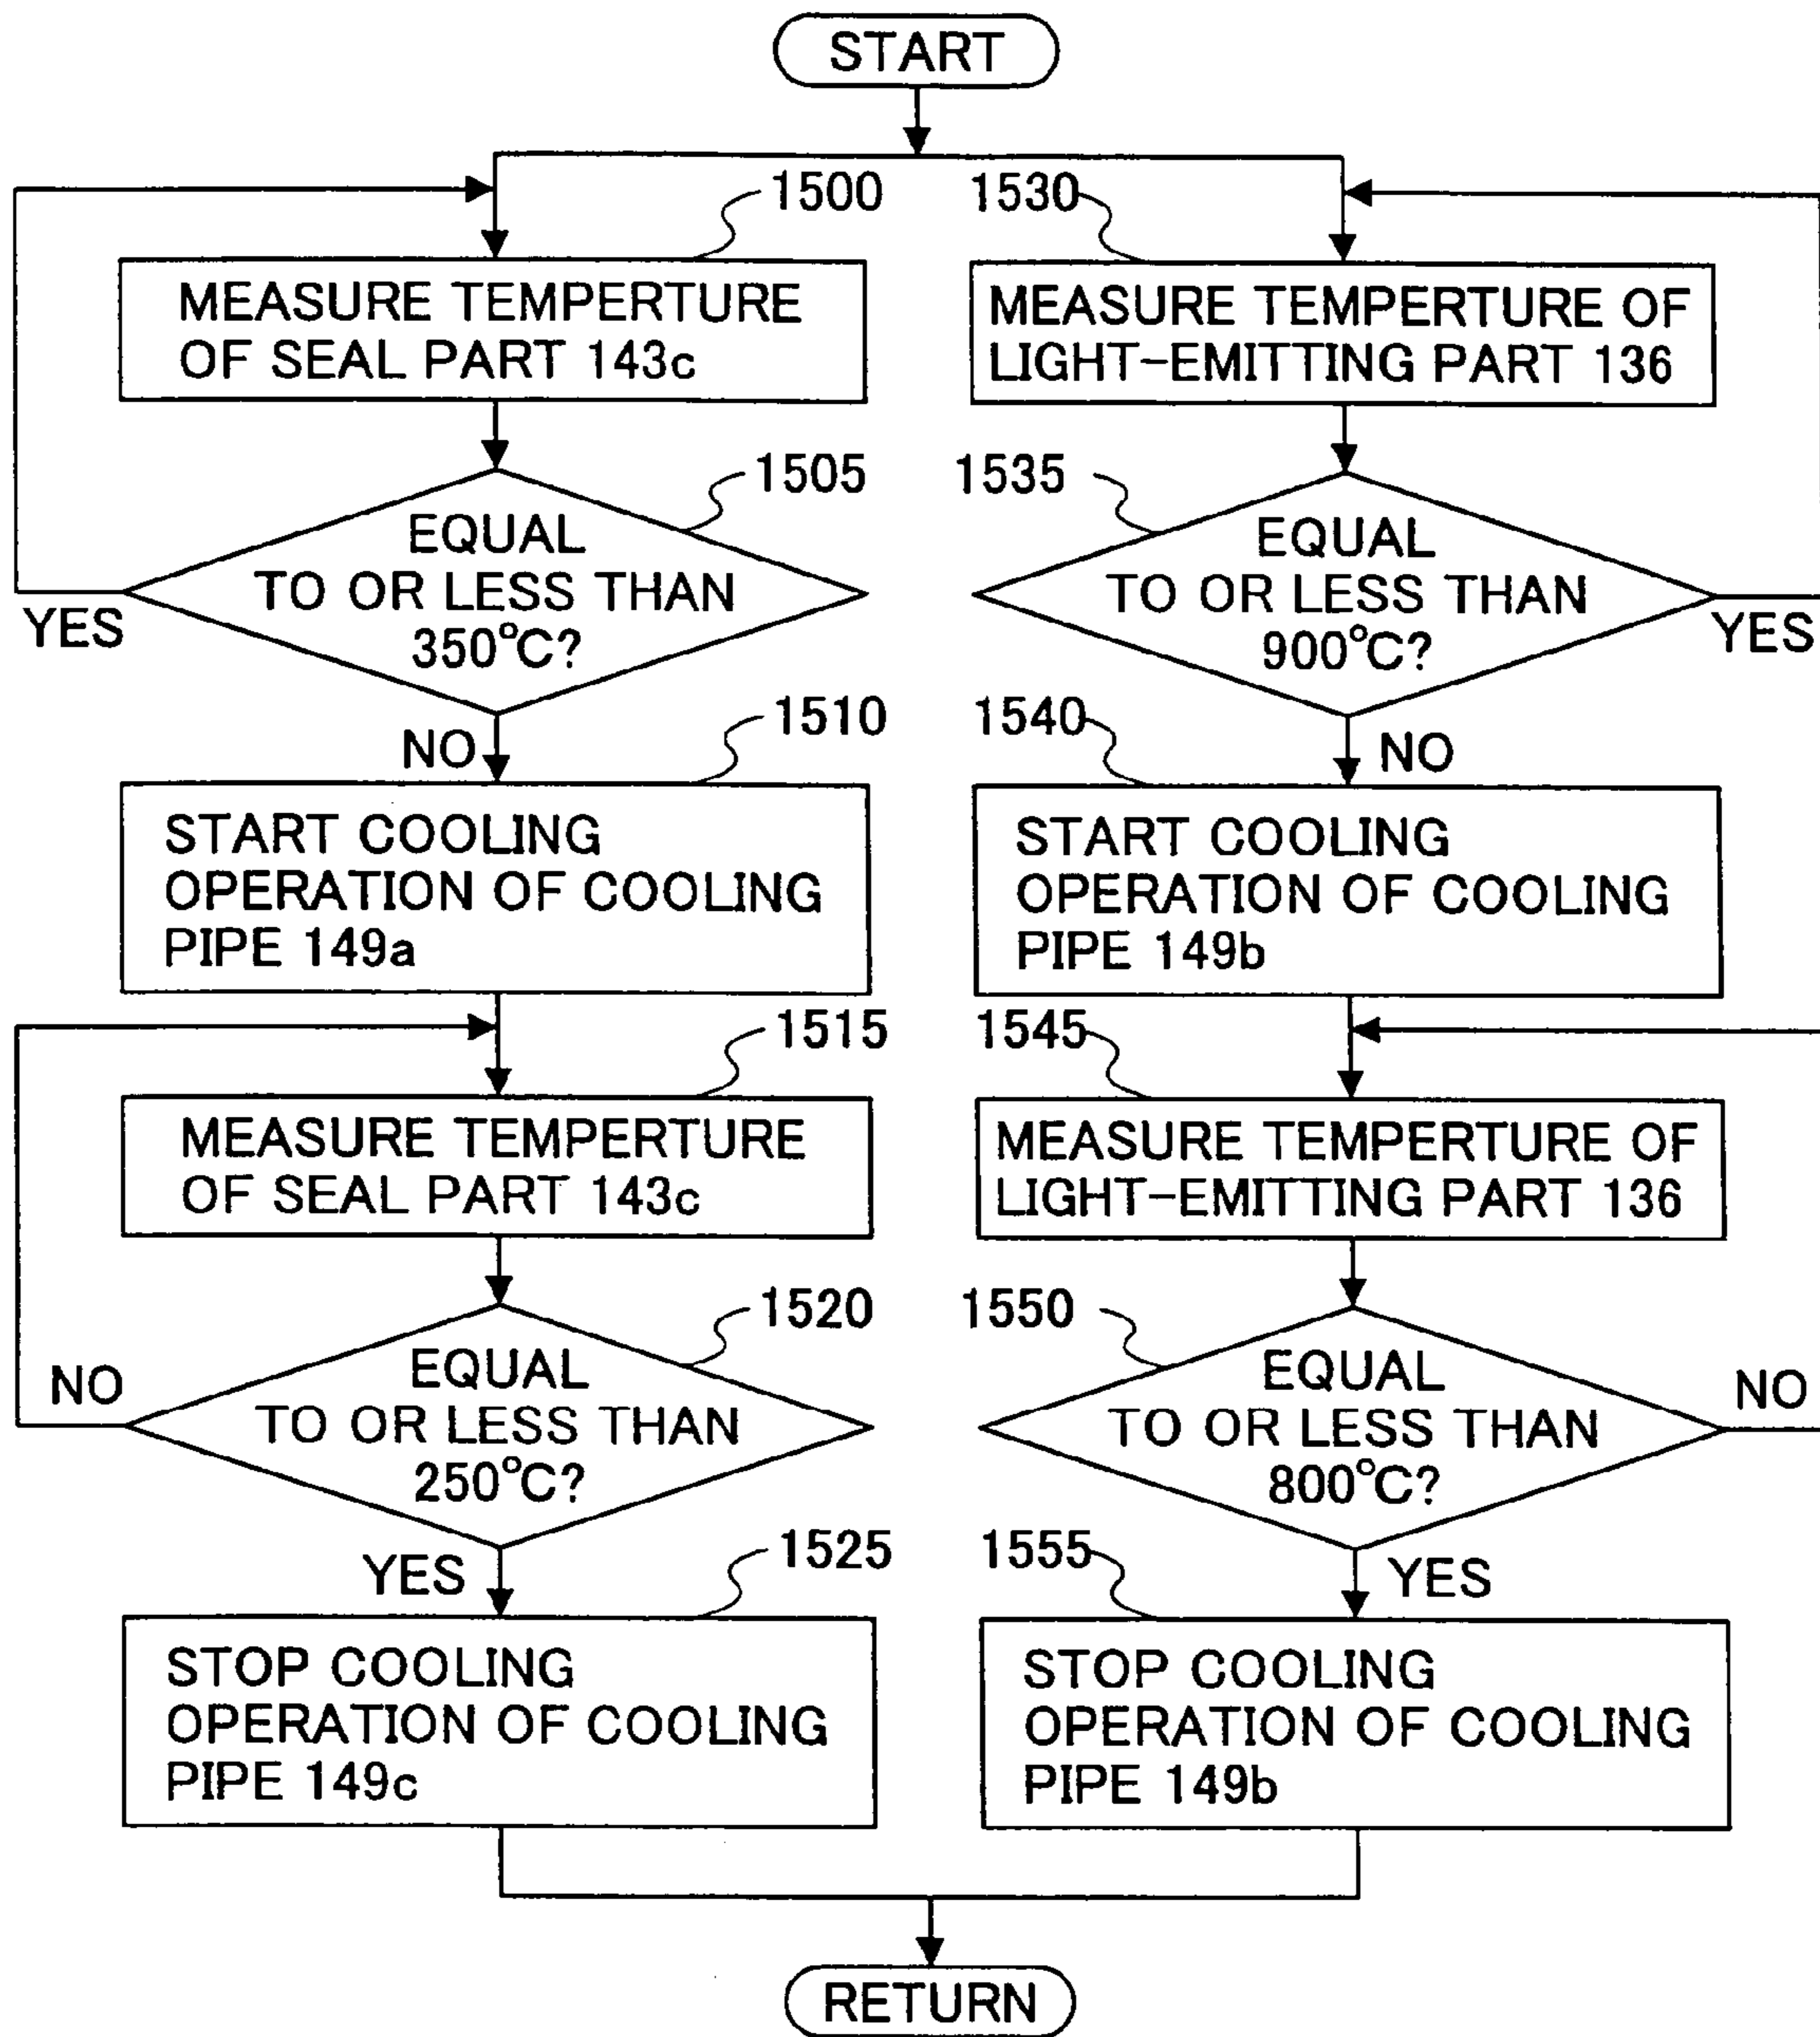 START
1500
MEASURE TEMPERTURE
OF SEAL PART 143c
1505
EQUAL
TO OR LESS THAN
350°C?
YES
NO
1510
START COOLING
OPERATION OF COOLING
PIPE 149a
1515
MEASURE TEMPERTURE
OF SEAL PART 143c
1520
EQUAL
TO OR LESS THAN
250°C?
NO
YES
1525
STOP COOLING
OPERATION OF COOLING
PIPE 149c
1530
MEASURE TEMPERTURE OF
LIGHT-EMITTING PART 136
1535
EQUAL
TO OR LESS THAN
900°C?
YES
NO
1540
START COOLING
OPERATION OF COOLING
PIPE 149b
1545
MEASURE TEMPERTURE OF
LIGHT-EMITTING PART 136
1550
EQUAL
TO OR LESS THAN
800°C?
NO
YES
1555
STOP COOLING
OPERATION OF COOLING
PIPE 149b
RETURN